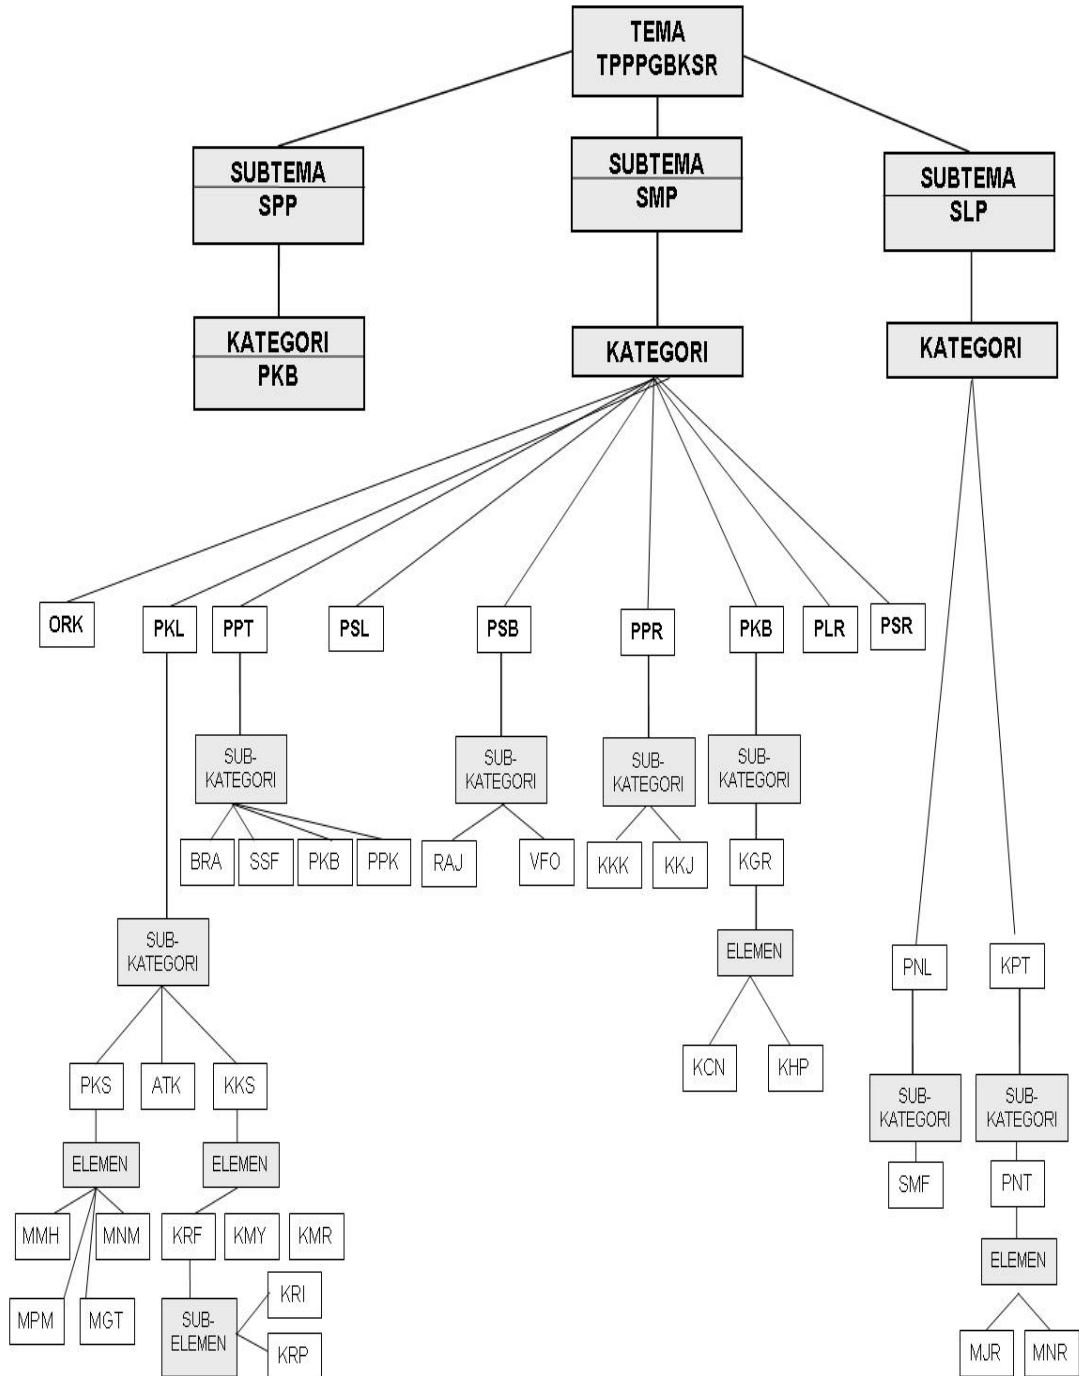 TEMA
TPPPGBKSR
SUBTEMA
SPP
SUBTEMA
SMP
SUBTEMA
SLP
KATEGORI
PKB
KATEGORI
KATEGORI
ORK
PKL
PPT
PSL
PSB
PPR
PKB
PLR
PSR
SUB-
KATEGORI
SUB-
KATEGORI
SUB-
KATEGORI
SUB-
KATEGORI
BRA
SSF
PKB
PPK
RAJ
VFO
KKK
KKJ
KGR
SUB-
KATEGORI
ELEMEN
PNL
KPT
PKS
ATK
KKS
KCN
KHP
SUB-
KATEGORI
SUB-
KATEGORI
ELEMEN
ELEMEN
SMF
PNT
MMH
MNM
KRF
KMY
KMR
ELEMEN
MPM
MGT
SUB-
ELEMEN
KRI
KRP
MJR
MNR